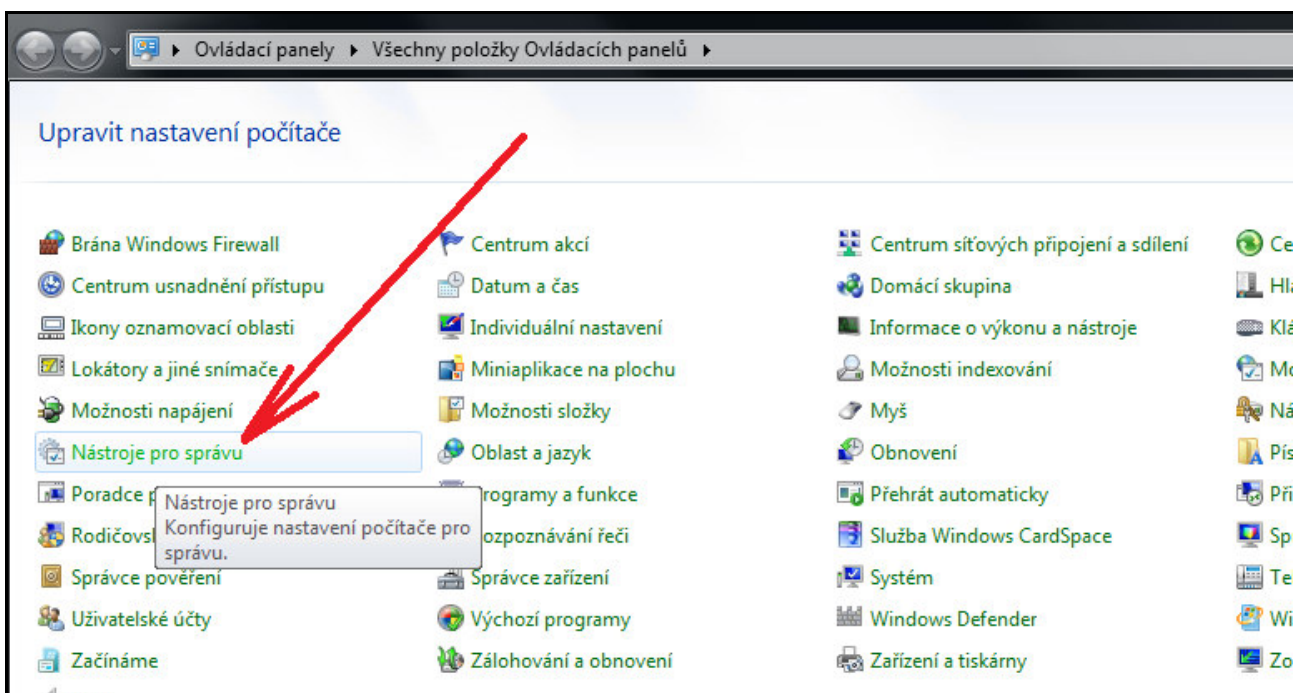 Ovládací panely Všechny položky Ovládacích panelů
Upravit nastavení počítače
Brána Windows Firewall
Centrum usnadnění přístupu
Ikony oznamovací oblasti
Lokátory a jiné snímače
Možnosti napájení
Nástroje pro správu
Poradce
Správce pověření
Uživatelské účty
Začínáme
Nástroje pro správu
Konfiguruje nastavení počítače pro
správu.
Centrum akcí
Datum a čas
Individuální nastavení
Miniaplikace na plochu
Možnosti složky
Oblast a jazyk
a funkce
řeči
Správce zařízení
Výchozí programy
Zálohování a obnovení
Centrum síťových připojení a sdílení
Domácí skupina
Informace o výkonu a nástroje
Možnosti indexování
Myš
Obnovení
Přehrát automaticky
Služba Windows CardSpace
Systém
Windows Defender
Zařízení a tiskárny